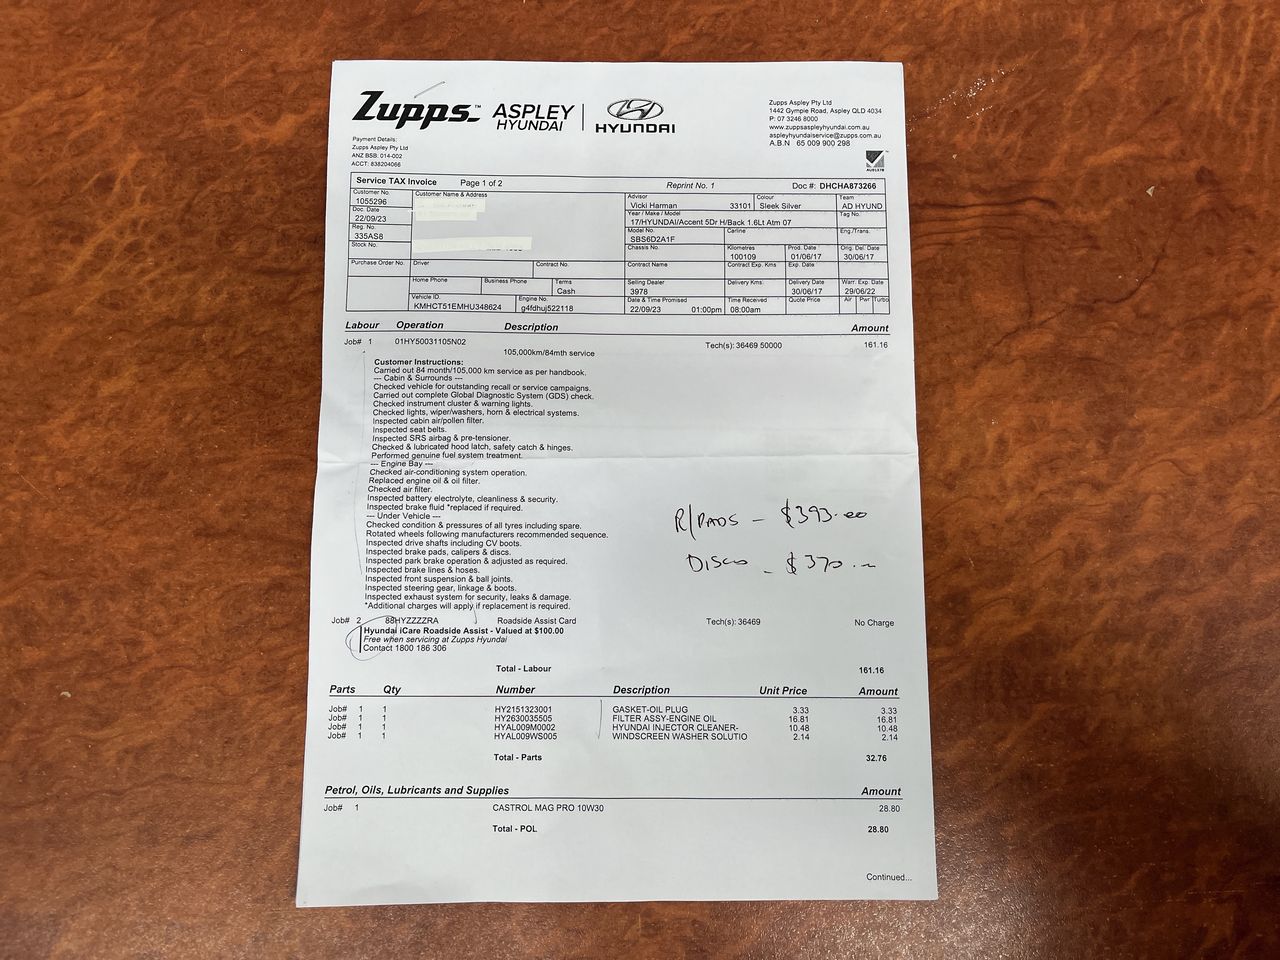 Zupps™ ASPLEY HYUNDAI | HYUNDAI
Zupps Aspley Pty Ltd
1442 Gympie Road, Aspley QLD 4034
P: 07 3246 8000
www.zuppsaspleyhyundai.com.au
aspleyhyundaiservice@zupps.com.au
A.B.N 65 009 900 298
Payment Details:
Zupps Aspley Pty Ltd
ANZ BSB: 014-002
ACCT: 838204066
Service TAX Invoice Page 1 of 2 Reprint No. 1 Doc #: DHCHA873266
Customer No. 1055296
Customer Name & Address
Doc. Date 22/09/23
Reg. No. 335AS8
Stock No.
Advisor Vicki Harman 33101 Colour Sleek Silver Team AD HYUND
Year / Make / Model 17/HYUNDAI/Accent 5Dr H/Back 1.6Lt Atm 07 Tag No.
Model No. SBS6D2A1F Carline Eng./Trans.
Chassis No. Kilometres 100109 Prod. Date 01/06/17 Orig. Del. Date 30/06/17
Purchase Order No. Driver Contract No. Contract Name Contract Exp. Kms Exp. Date
Home Phone Business Phone Terms Cash Selling Dealer 3978 Delivery Kms: Delivery Date 30/06/17 Warr. Exp. Date 29/06/22
Vehicle ID. KMHCT51EMHU348624 Engine No. g4fdhuj522118 Date & Time Promised 22/09/23 01:00pm Time Received 08:00am Quote Price Air Pwr Turbo
Labour Operation Description Amount
Job# 1 01HY50031105N02 Tech(s): 36469 50000 161.16
105,000km/84mth service
Customer Instructions:
Carried out 84 month/105,000 km service as per handbook.
--- Cabin & Surrounds ---
Checked vehicle for outstanding recall or service campaigns.
Carried out complete Global Diagnostic System (GDS) check.
Checked instrument cluster & warning lights.
Checked lights, wiper/washers, horn & electrical systems.
Inspected cabin air/pollen filter.
Inspected seat belts.
Inspected SRS airbag & pre-tensioner.
Checked & lubricated hood latch, safety catch & hinges.
Performed genuine fuel system treatment.
--- Engine Bay ---
Checked air-conditioning system operation.
Replaced engine oil & oil filter.
Checked air filter.
Inspected battery electrolyte, cleanliness & security.
Inspected brake fluid *replaced if required.
--- Under Vehicle ---
Checked condition & pressures of all tyres including spare.
Rotated wheels following manufacturers recommended sequence.
Inspected drive shafts including CV boots.
Inspected brake pads, calipers & discs.
Inspected park brake operation & adjusted as required.
Inspected brake lines & hoses.
Inspected front suspension & ball joints.
Inspected steering gear, linkage & boots.
Inspected exhaust system for security, leaks & damage.
*Additional charges will apply if replacement is required.
R/PADS - $393.00
DISCS - $370.
Job# 2 88HYZZZZRA Roadside Assist Card Tech(s): 36469 No Charge
Hyundai iCare Roadside Assist - Valued at $100.00
Free when servicing at Zupps Hyundai
Contact 1800 186 306
Total - Labour 161.16
Parts Qty Number Description Unit Price Amount
Job# 1 1 HY2151323001 GASKET-OIL PLUG 3.33 3.33
Job# 1 1 HY2630035505 FILTER ASSY-ENGINE OIL 16.81 16.81
Job# 1 1 HYAL009M0002 HYUNDAI INJECTOR CLEANER- 10.48 10.48
Job# 1 1 HYAL009WS005 WINDSCREEN WASHER SOLUTIO 2.14 2.14
Total - Parts 32.76
Petrol, Oils, Lubricants and Supplies Amount
Job# 1 CASTROL MAG PRO 10W30 28.80
Total - POL 28.80
Continued...